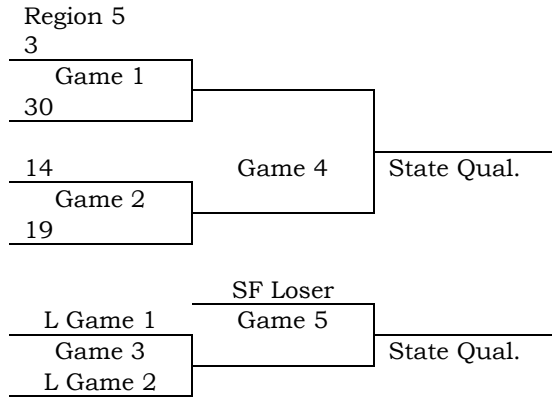 Region 5
3
Game 1
30
14
Game 4
State Qual.
Game 2
19
SF Loser
L Game 1
Game 5
Game 3
State Qual.
L Game 2